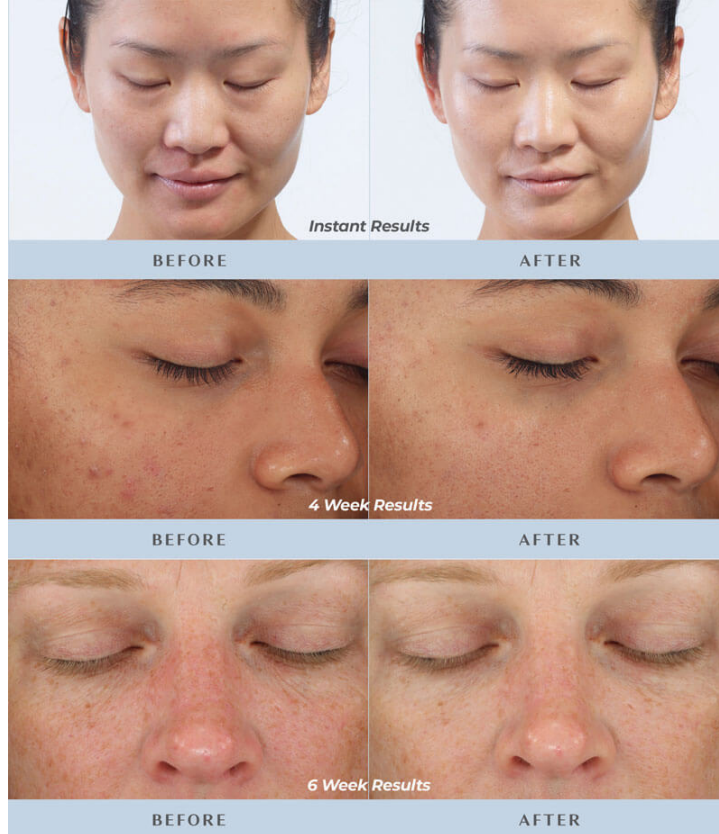 Instant Results
BEFORE AFTER
4 Week Results
BEFORE AFTER
6 Week Results
BEFORE AFTER